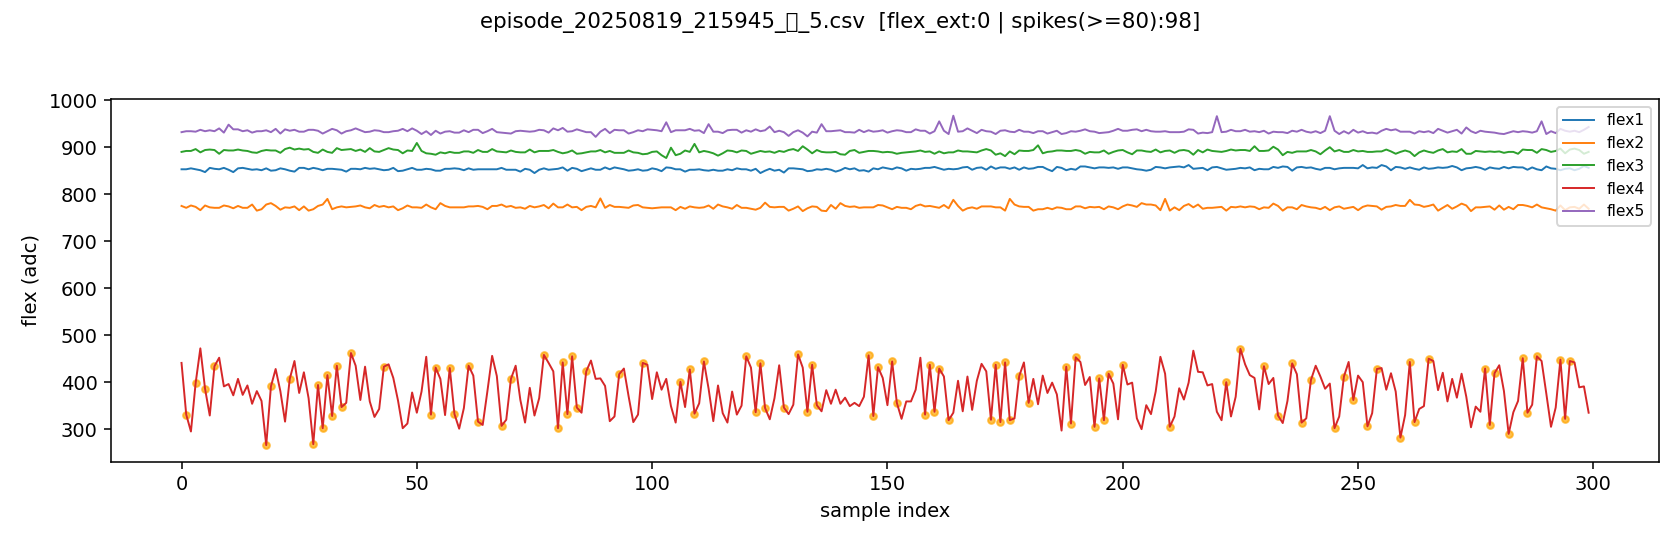 episode_20250819_215945_▯_5.csv [flex_ext:0 | spikes(>=80):98]
flex (adc)
1000
900
800
700
600
500
400
300
flex1
flex2
flex3
flex4
flex5
0
50
100
150
200
250
300
sample index